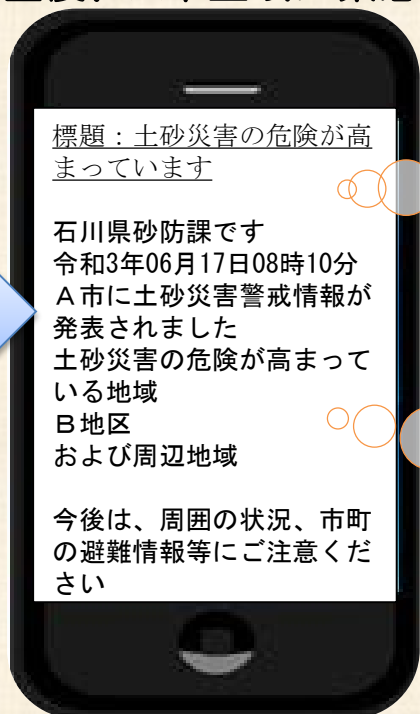 標題：土砂災害の危険が高
まっています
石川県砂防課です
令和3年06月17日08時10分
Ａ市に土砂災害警戒情報が
発表されました
土砂災害の危険が高まって
いる地域
Ｂ地区
および周辺地域
今後は、周囲の状況、市町
の避難情報等にご注意くだ
さい